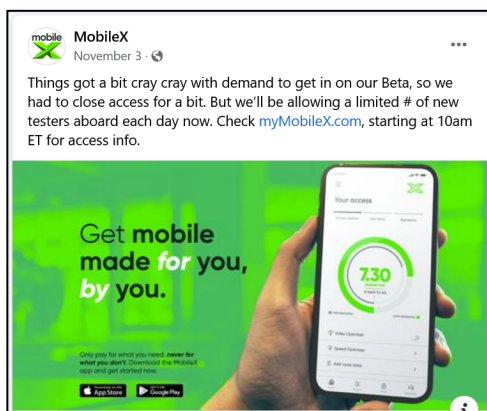 mobile
MobileX
November 3 ·
Things got a bit cray cray with demand to get in on our Beta, so we
had to close access for a bit. But we'll be allowing a limited # of new
testers aboard each day now. Check myMobileX.com, starting at 10am
ET for access info.
Get mobile
made for you,
by you.
Only pay for what you need, never for
what you don't. Download the MobileX
app and get started now.
Download on the
App Store
Google Play
Your access
7.30
Video Optimizer
Speed Optimizer
Add more data